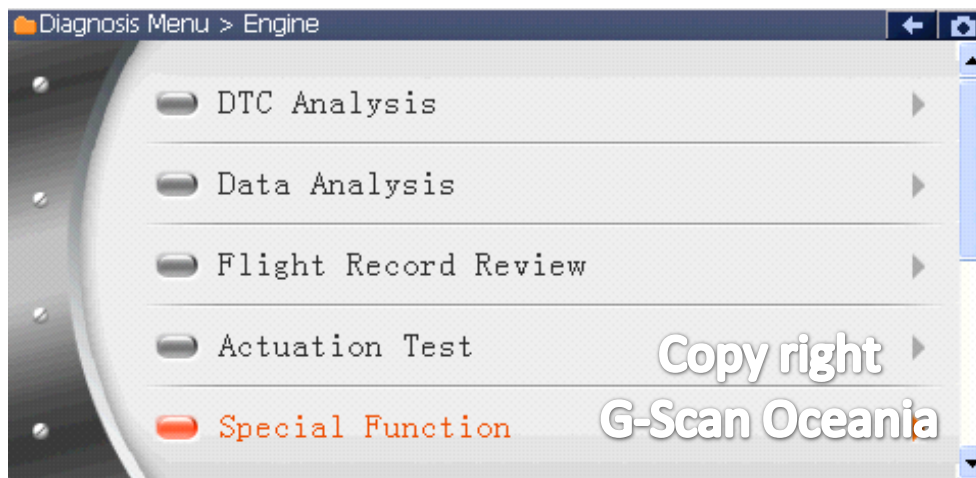 Diagnosis Menu > Engine
DTC Analysis
Data Analysis
Flight Record Review
Actuation Test
Special Function
Copy right
G-Scan Oceania